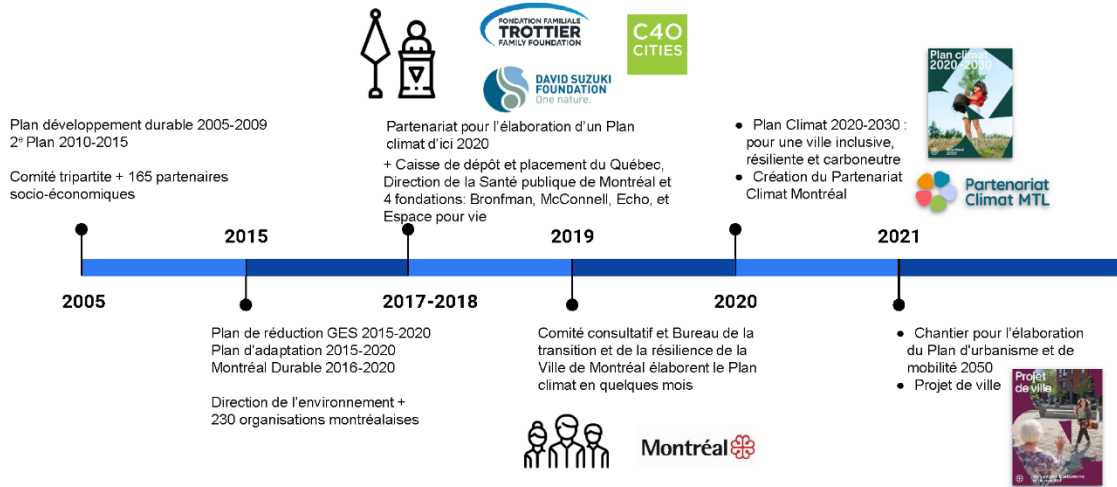 FONDATION FAMILIALE
TROTTIER
FAMILY FOUNDATION
C40
CITIES
DAVID SUZUKI
FOUNDATION
One nature.
Plan climat
2020-2030
Montréal
2020
Plan développement durable 2005-2009
2e Plan 2010-2015
Comité tripartite + 165 partenaires
socio-économiques
Partenariat pour l'élaboration d'un Plan
climat d'ici 2020
+ Caisse de dépôt et placement du Québec,
Direction de la Santé publique de Montréal et
4 fondations: Bronfman, McConnell, Echo, et
Espace pour vie
● Plan Climat 2020-2030 :
pour une ville inclusive,
résiliente et carboneutre
● Création du Partenariat
Climat Montréal
Partenariat
Climat MTL
2015
2019
2021
2005
2017-2018
2020
Plan de réduction GES 2015-2020
Plan d'adaptation 2015-2020
Montréal Durable 2016-2020
Direction de l'environnement +
230 organisations montréalaises
Comité consultatif et Bureau de la
transition et de la résilience de la
Ville de Montréal élaborent le Plan
climat en quelques mois
Montréal
● Chantier pour l'élaboration
du Plan d'urbanisme et de
mobilité 2050
● Projet de ville
Projet
de ville